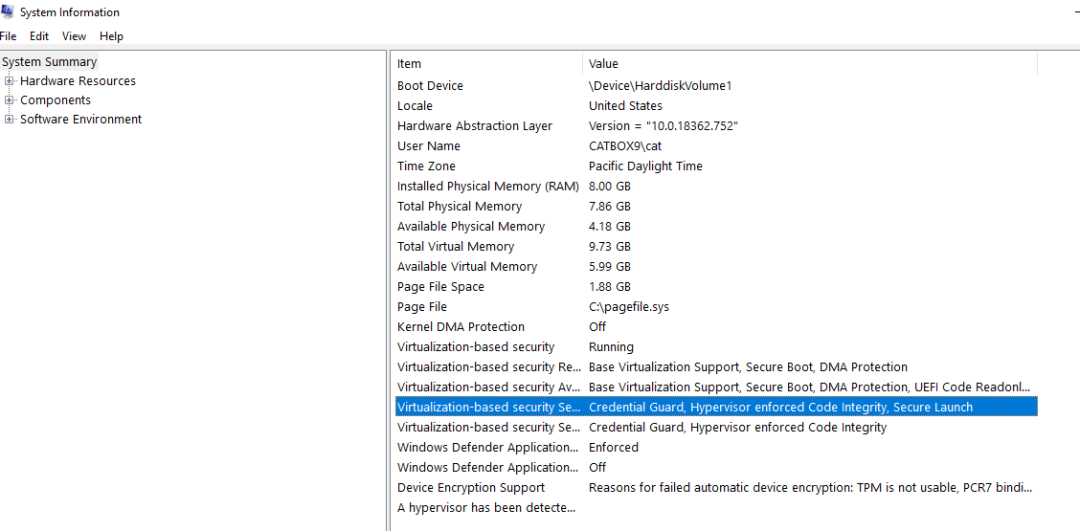 System Information
File Edit View Help
System Summary
Hardware Resources
Components
Software Environment
Item Value
Boot Device \Device\HarddiskVolume1
Locale United States
Hardware Abstraction Layer Version = "10.0.18362.752"
User Name CATBOX9\cat
Time Zone Pacific Daylight Time
Installed Physical Memory (RAM) 8.00 GB
Total Physical Memory 7.86 GB
Available Physical Memory 4.18 GB
Total Virtual Memory 9.73 GB
Available Virtual Memory 5.99 GB
Page File Space 1.88 GB
Page File C:\pagefile.sys
Kernel DMA Protection Off
Virtualization-based security Running
Virtualization-based security Re... Base Virtualization Support, Secure Boot, DMA Protection
Virtualization-based security Av... Base Virtualization Support, Secure Boot, DMA Protection, UEFI Code Readonl...
Virtualization-based security Se... Credential Guard, Hypervisor enforced Code Integrity, Secure Launch
Virtualization-based security Se... Credential Guard, Hypervisor enforced Code Integrity
Windows Defender Application... Enforced
Windows Defender Application... Off
Device Encryption Support Reasons for failed automatic device encryption: TPM is not usable, PCR7 bindi...
A hypervisor has been detecte...